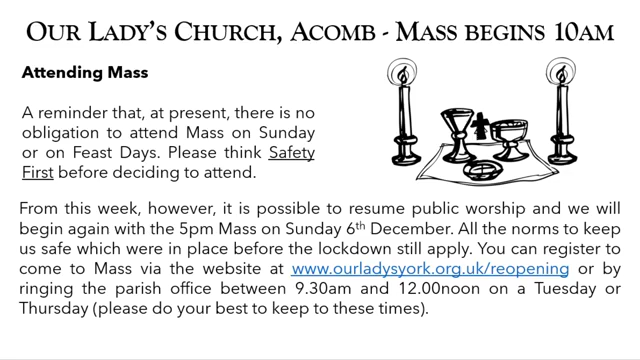 Our Lady's Church, Acomb - Mass begins 10am
Attending Mass
A reminder that, at present, there is no
obligation to attend Mass on Sunday
or on Feast Days. Please think Safety
First before deciding to attend.
From this week, however, it is possible to resume public worship and we will
begin again with the 5pm Mass on Sunday 6th December. All the norms to keep
us safe which were in place before the lockdown still apply. You can register to
come to Mass via the website at www.ourladysyork.org.uk/reopening or by
ringing the parish office between 9.30am and 12.00noon on a Tuesday or
Thursday (please do your best to keep to these times).